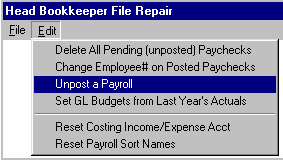 Head Bookkeeper File Repair
File Edit
Delete All Pending (unposted) Paychecks
Change Employee# on Posted Paychecks
Unpost a Payroll
Set GL Budgets from Last Year's Actuals
Reset Costing Income/Expense Acct
Reset Payroll Sort Names